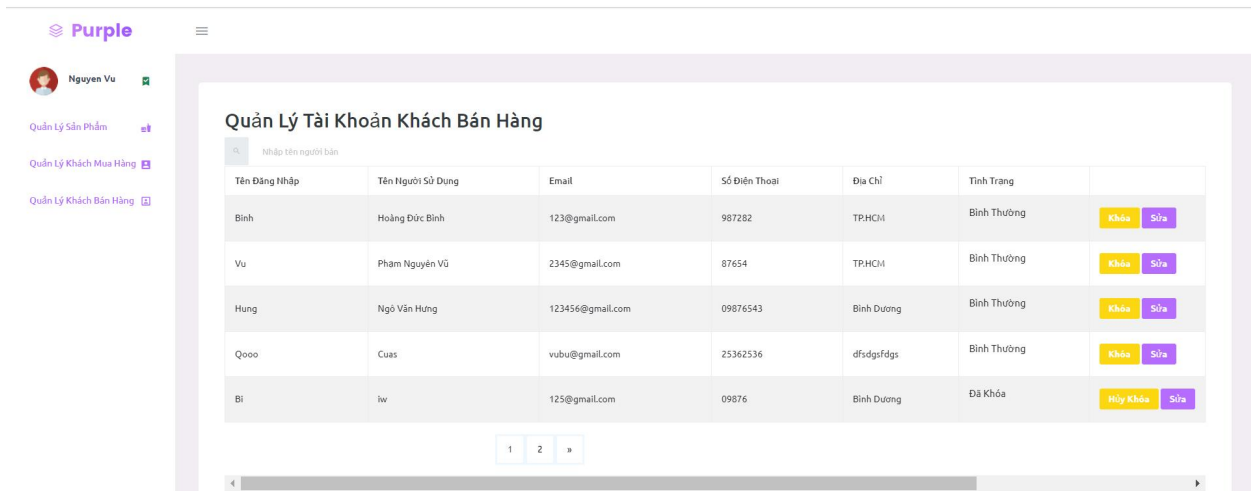 Purple
Nguyen Vu
Quản Lý Sản Phẩm
Quản Lý Khách Mua Hàng
Quản Lý Khách Bán Hàng
Quản Lý Tài Khoản Khách Bán Hàng
Nhập tên người bán
Tên Đăng Nhập Tên Người Sử Dụng Email Số Điện Thoại Địa Chỉ Tình Trạng
Binh Hoàng Đức Bình 123@gmail.com 987282 TP.HCM Bình Thường Khóa Sửa
Vu Phạm Nguyên Vũ 2345@gmail.com 87654 TP.HCM Bình Thường Khóa Sửa
Hung Ngô Văn Hưng 123456@gmail.com 09876543 Bình Dương Bình Thường Khóa Sửa
Qooo Cuas vubu@gmail.com 25362536 dfsdgsfdgs Bình Thường Khóa Sửa
Bi iw 125@gmail.com 09876 Bình Dương Đã Khóa Hủy Khóa Sửa
1 2 »